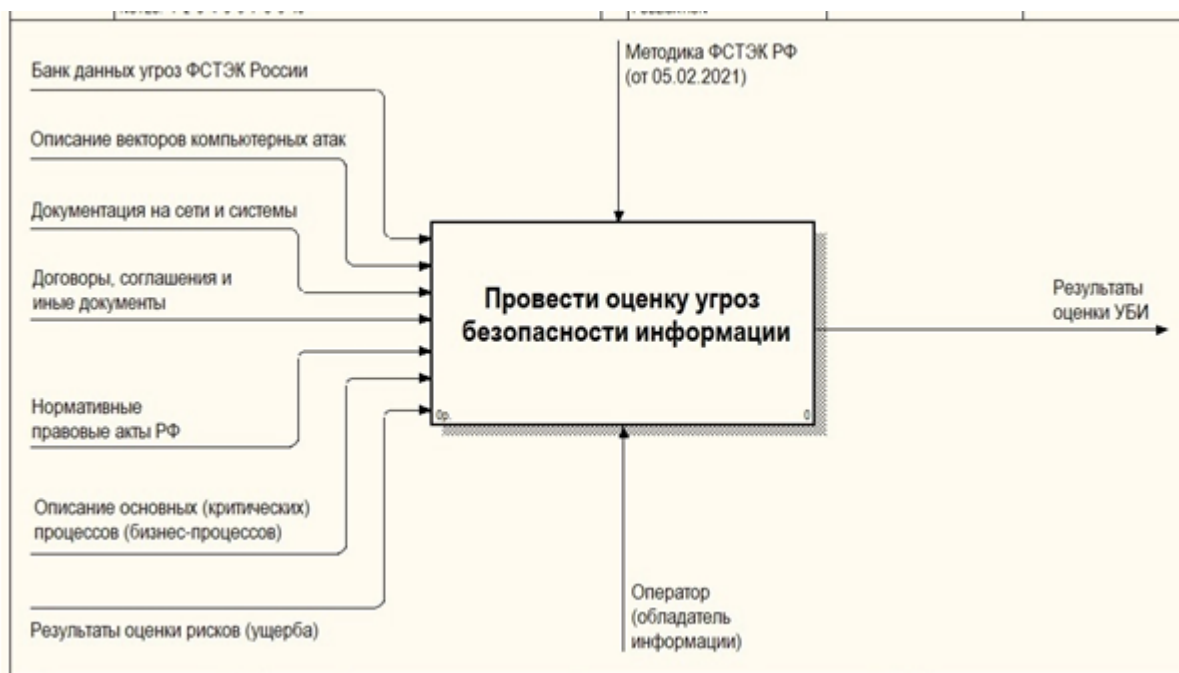 Банк данных угроз ФСТЭК России
Описание векторов компьютерных атак
Документация на сети и системы
Договоры, соглашения и
иные документы
Нормативные
правовые акты РФ
Описание основных (критических)
процессов (бизнес-процессов)
Результаты оценки рисков (ущерба)
Методика ФСТЭК РФ
(от 05.02.2021)
Провести оценку угроз
безопасности информации
0р.
0
Оператор
(обладатель
информации)
Результаты
оценки УБИ